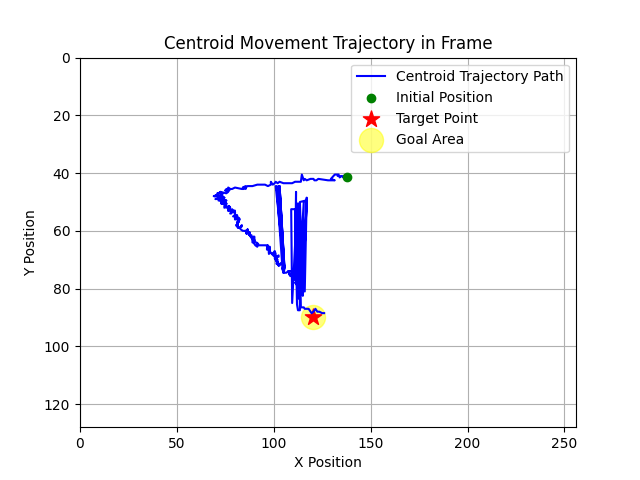 Centroid Movement Trajectory in Frame
Centroid Trajectory Path
Initial Position
Target Point
Goal Area
Y Position
0
20
40
60
80
100
120
0 50 100 150 200 250
X Position